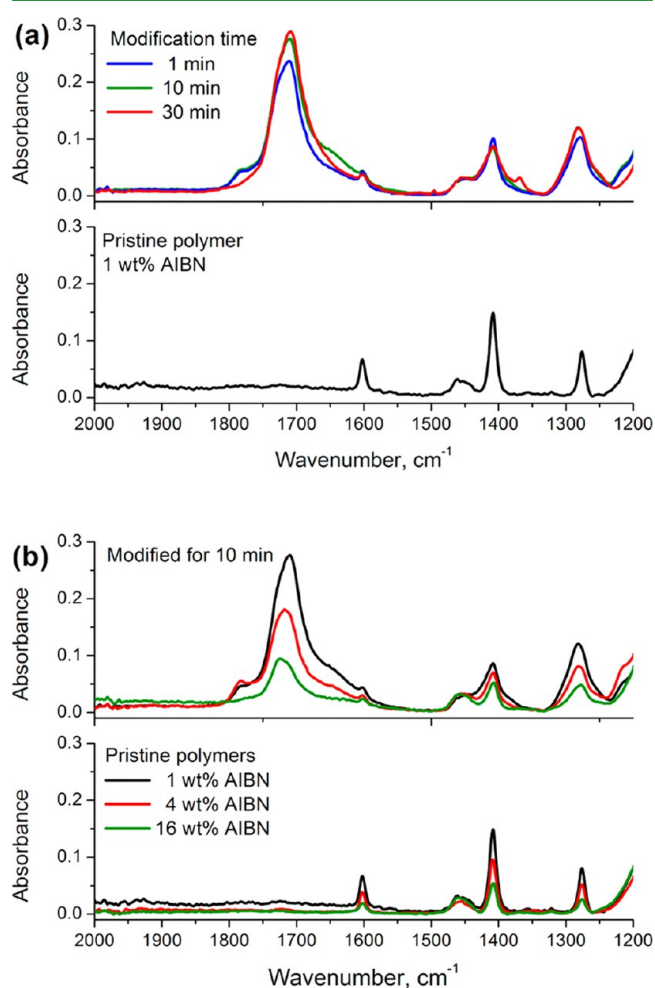 (a)
Modification time
1 min
10 min
30 min
Absorbance
0.3
0.2
0.1
0.0
Pristine polymer
1 wt% AIBN
Absorbance
0.3
0.2
0.1
0.0
2000 1900 1800 1700 1600 1500 1400 1300 1200
Wavenumber, cm-1
(b)
Modified for 10 min
Absorbance
0.3
0.2
0.1
0.0
Pristine polymers
1 wt% AIBN
4 wt% AIBN
16 wt% AIBN
Absorbance
0.3
0.2
0.1
0.0
2000 1900 1800 1700 1600 1500 1400 1300 1200
Wavenumber, cm-1